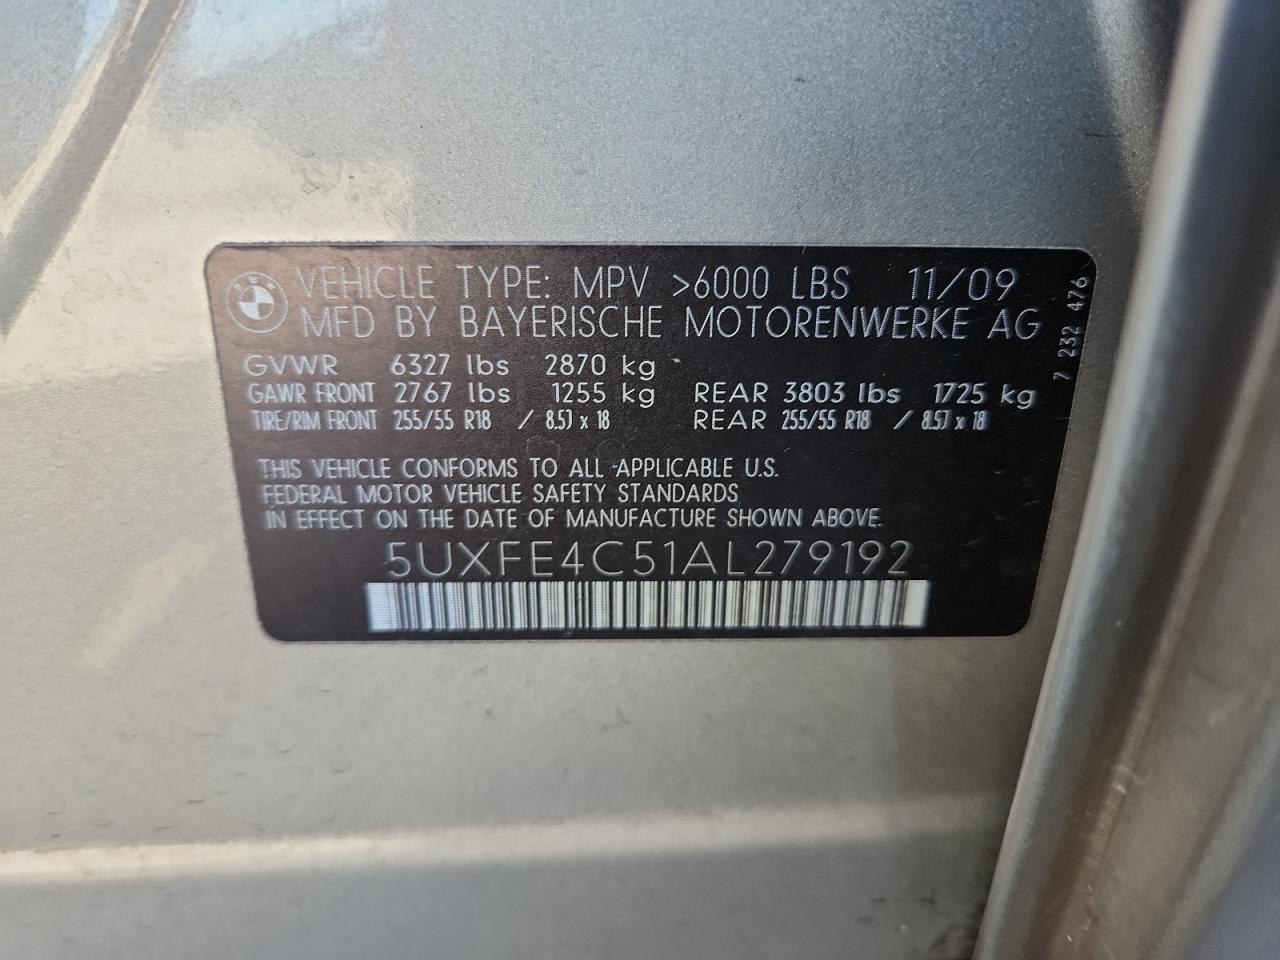 VEHICLE TYPE: MPV >6000 LBS 11/09
MFD BY BAYERISCHE MOTORENWERKE AG
GVWR 6327 lbs 2870 kg
GAWR FRONT 2767 lbs 1255 kg REAR 3803 lbs 1725 kg
TIRE/RIM FRONT 255/55 R18 / 8.5J x 18 REAR 255/55 R18 / 8.5J x 18
THIS VEHICLE CONFORMS TO ALL APPLICABLE U.S.
FEDERAL MOTOR VEHICLE SAFETY STANDARDS
IN EFFECT ON THE DATE OF MANUFACTURE SHOWN ABOVE.
5UXFE4C51AL279192
7 232 476
BMW